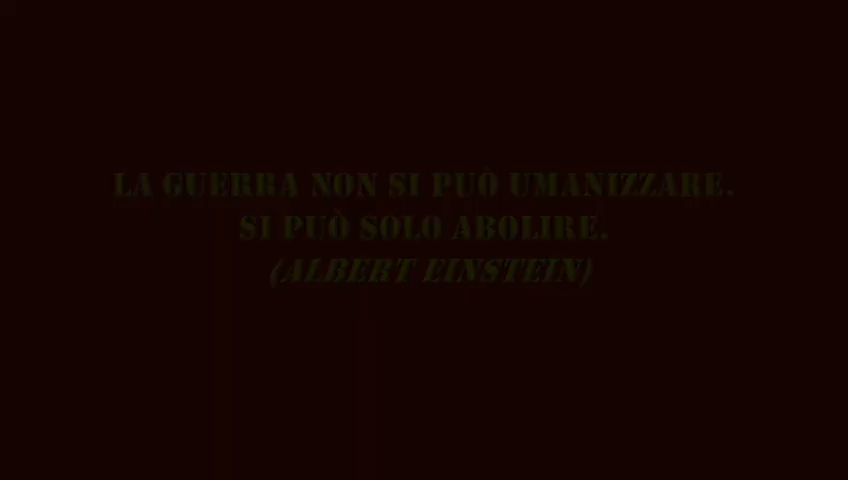 LA GUERRA NON SI PUÒ UMANIZZARE.
SI PUÒ SOLO ABOLIRE.
(ALBERT EINSTEIN)